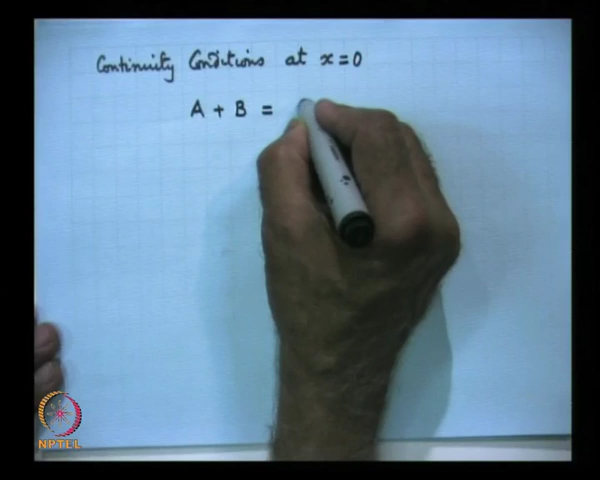 Continuity Conditions at x = 0
A + B =
NPTEL